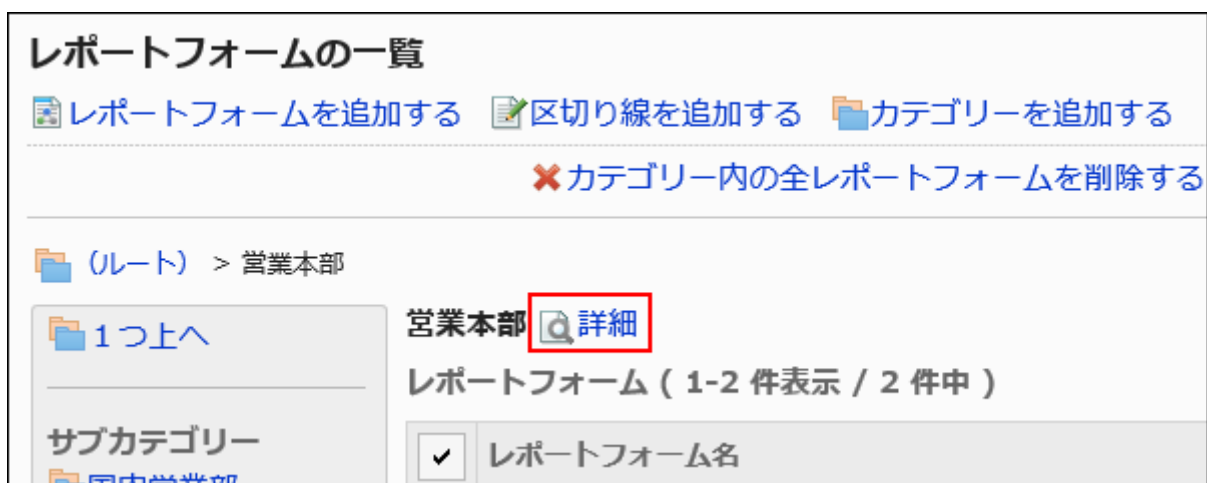 レポートフォームの一覧
レポートフォームを追加する 区切り線を追加する カテゴリーを追加する
カテゴリー内の全レポートフォームを削除する
（ルート） > 営業本部
1つ上へ
営業本部 詳細
レポートフォーム ( 1-2 件表示 / 2 件中 )
サブカテゴリー
レポートフォーム名
国内営業部